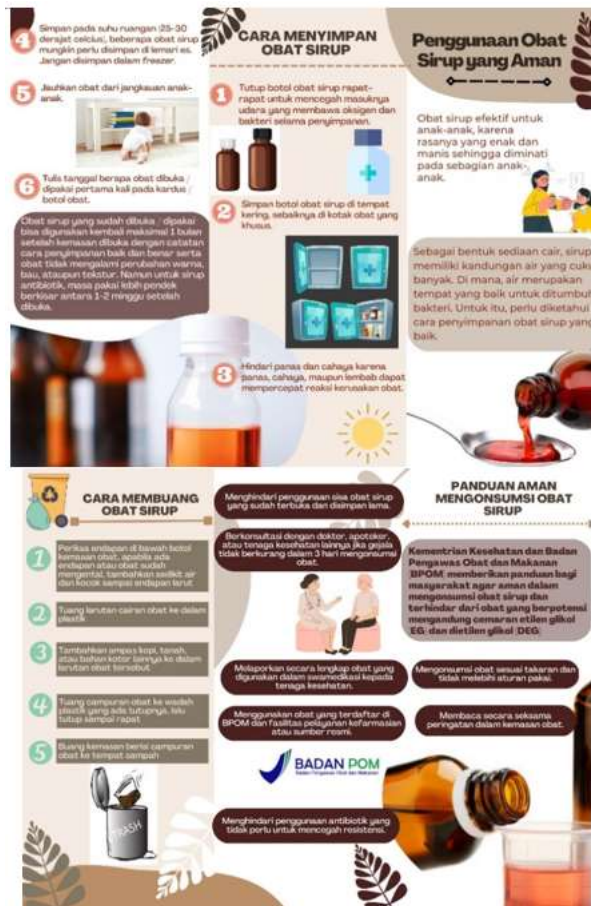 4
Simpan pada suhu ruangan (25-30
derajat celcius), beberapa obat sirup
mungkin perlu disimpan di lemari es.
Jangan disimpan dalam freezer.
5
Jauhkan obat dari jangkauan anak-
anak.
6
Tulis tanggal berapa obat dibuka /
dipakai pertama kali pada kardus /
botol obat.
Obat sirup yang sudah dibuka / dipakai
bisa digunakan kembali maksimal 1 bulan
setelah kemasan dibuka dengan catatan
cara penyimpanan baik dan benar serta
obat tidak mengalami perubahan warna,
bau, ataupun tekstur. Namun untuk sirup
antibiotik, masa pakai lebih pendek
berkisar antara 1-2 minggu setelah
dibuka.
CARA MENYIMPAN
OBAT SIRUP
1
Tutup botol obat sirup rapat-
rapat untuk mencegah masuknya
udara yang membawa oksigen dan
bakteri selama penyimpanan.
2
Simpan botol obat sirup di tempat
kering, sebaiknya di kotak obat yang
khusus.
3
Hindari panas dan cahaya karena
panas, cahaya, maupun lembab dapat
mempercepat reaksi kerusakan obat.
Penggunaan Obat
Sirup yang Aman
Obat sirup efektif untuk
anak-anak, karena
rasanya yang enak dan
manis sehingga diminati
pada sebagian anak-
anak.
Sebagai bentuk sediaan cair, sirup
memiliki kandungan air yang cuku
banyak. Di mana, air merupakan
tempat yang baik untuk ditumbuh
bakteri. Untuk itu, perlu diketahui
cara penyimpanan obat sirup yang
baik.
CARA MEMBUANG
OBAT SIRUP
1
Periksa endapan di bawah botol
kemasan obat, apabila ada
endapan atau obat sudah
mengental, tambahkan sedikit air
dan kocok sampai endapan larut
2
Tuang larutan cairan obat ke dalam
plastik
3
Tambahkan ampas kopi, tanah,
atau bahan kotor lainnya ke dalam
larutan obat tersebut
4
Tuang campuran obat ke wadah
plastik yang ada tutupnya, lalu
tutup sampai rapat
5
Buang kemasan berisi campuran
obat ke tempat sampah
TRASH
Menghindari penggunaan sisa obat sirup
yang sudah terbuka dan disimpan lama.
Berkonsultasi dengan doktor, apoteker,
atau tenaga kesehatan lainnya jika gejala
tidak berkurang dalam 3 hari mengonsumsi
obat.
Melaporkan secara lengkap obat yang
digunakan dalam swamedikasi kepada
tenaga kesehatan.
Menggunakan obat yang terdaftar di
BPOM dan fasilitas pelayanan kefarmasian
atau sumber resmi.
BADAN POM
Badan Pengawas Obat dan Makanan
Menghindari penggunaan antibiotik yang
tidak perlu untuk mencegah resistensi.
PANDUAN AMAN
MENGONSUMSI OBAT
SIRUP
Kementrian Kesehatan dan Badan
Pengawas Obat dan Makanan
(BPOM) memberikan panduan bagi
masyarakat agar aman dalam
mengonsumsi obat sirup dan
terhindar dari obat yang berpotensi
mengandung cemaran etilen glikol
(EG) dan dietilen glikol (DEG)
Mengonsumsi obat sesuai takaran dan
tidak melebihi aturan pakai.
Membaca secara seksama
peringatan dalam kemasan obat.